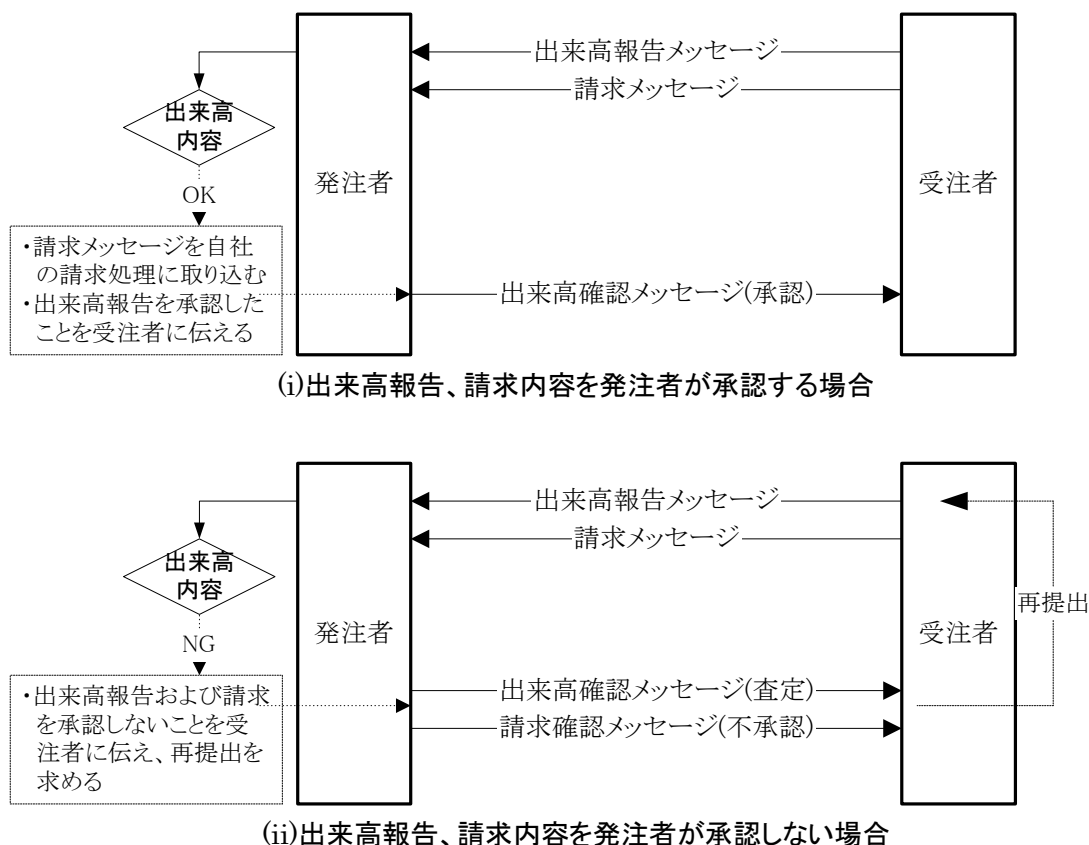 出来高報告メッセージ
請求メッセージ
出来高
内容
発注者
受注者
OK
・請求メッセージを自社
の請求処理に取り込む
・出来高報告を承認した
ことを受注者に伝える
出来高確認メッセージ(承認)
(i)出来高報告、請求内容を発注者が承認する場合
出来高報告メッセージ
請求メッセージ
出来高
内容
再提出
発注者
受注者
NG
・出来高報告および請求
を承認しないことを受
注者に伝え、再提出を
求める
出来高確認メッセージ(査定)
請求確認メッセージ(不承認)
(ii)出来高報告、請求内容を発注者が承認しない場合